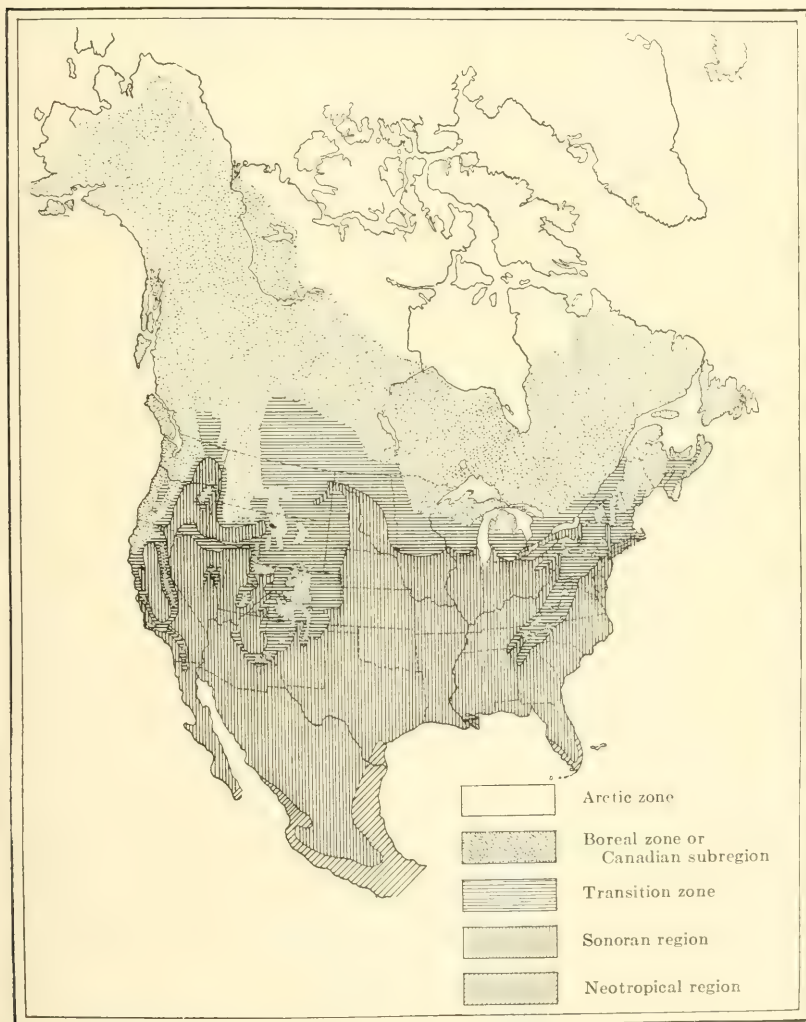 Arctic zone
Boreal zone or
Canadian subregion
Transition zone
Sonoran region
Neotropical region